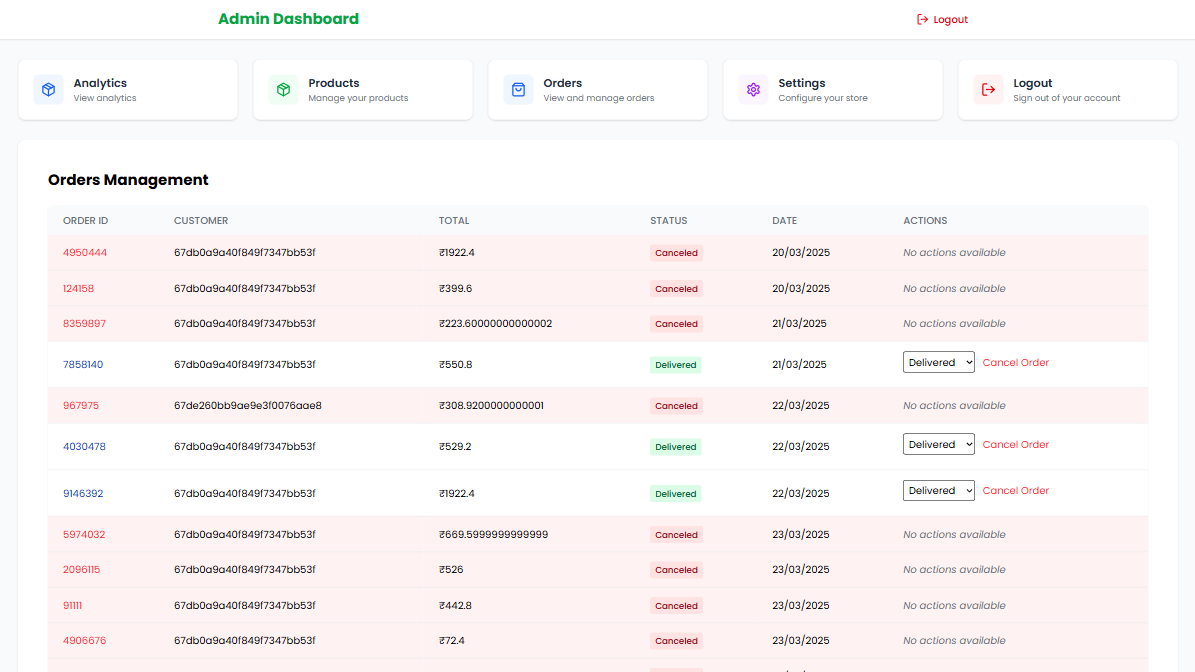 Admin Dashboard
Logout
Analytics
View analytics
Products
Manage your products
Orders
View and manage orders
Settings
Configure your store
Logout
Sign out of your account
Orders Management
ORDER ID CUSTOMER TOTAL STATUS DATE ACTIONS
4950444 67db0a9a40f849f7347bb53f ₹1922.4 Canceled 20/03/2025 No actions available
124158 67db0a9a40f849f7347bb53f ₹399.6 Canceled 20/03/2025 No actions available
8359897 67db0a9a40f849f7347bb53f ₹223.60000000000002 Canceled 21/03/2025 No actions available
7858140 67db0a9a40f849f7347bb53f ₹550.8 Delivered 21/03/2025 Delivered Cancel Order
967975 67de260bb9ae9e3f0076aae8 ₹308.9200000000001 Canceled 22/03/2025 No actions available
4030478 67db0a9a40f849f7347bb53f ₹529.2 Delivered 22/03/2025 Delivered Cancel Order
9146392 67db0a9a40f849f7347bb53f ₹1922.4 Delivered 22/03/2025 Delivered Cancel Order
5974032 67db0a9a40f849f7347bb53f ₹669.5999999999999 Canceled 23/03/2025 No actions available
2096115 67db0a9a40f849f7347bb53f ₹526 Canceled 23/03/2025 No actions available
91111 67db0a9a40f849f7347bb53f ₹442.8 Canceled 23/03/2025 No actions available
4906676 67db0a9a40f849f7347bb53f ₹72.4 Canceled 23/03/2025 No actions available